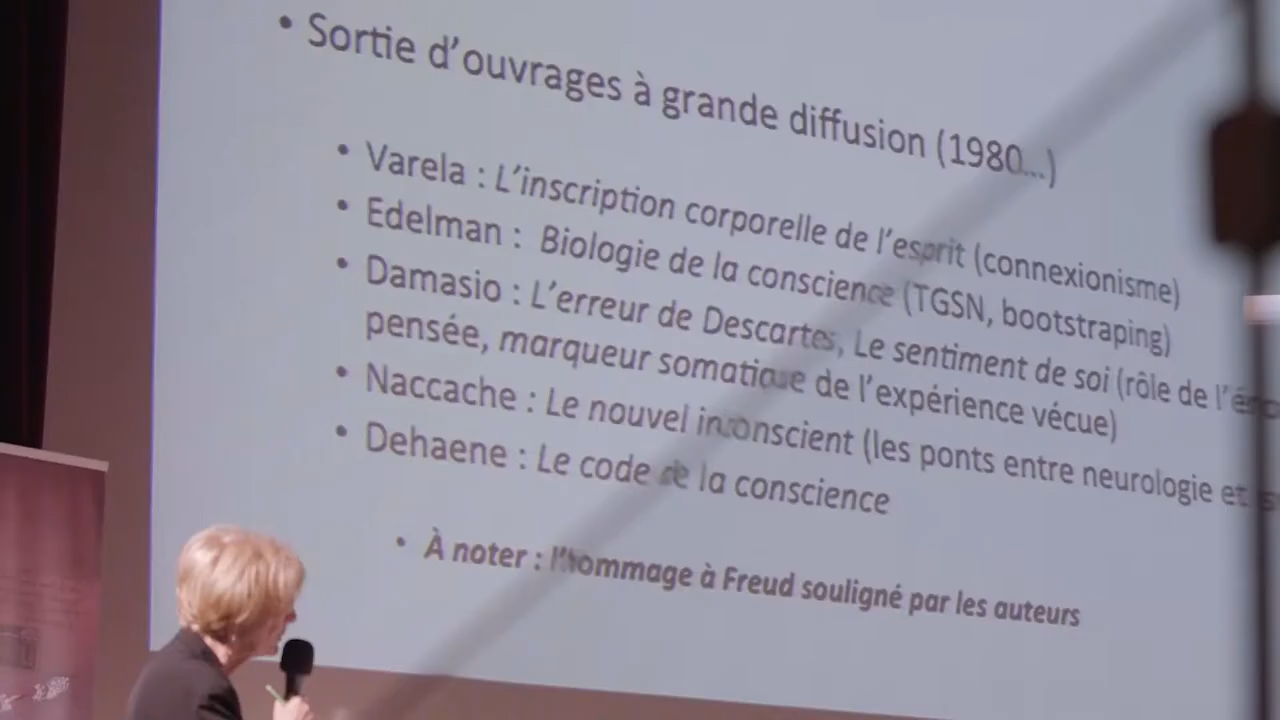 • Sortie d'ouvrages à grande diffusion (1980...)
• Varela : L'inscription corporelle de l'esprit (connexionisme)
• Edelman : Biologie de la conscience (TGSN, bootstraping)
• Damasio : L'erreur de Descartes, Le sentiment de soi (rôle de
pensée, marqueur somatique de l'expérience vécue)
• Naccache : Le nouvel inconscient (les ponts entre neurologie et
• Dehaene : Le code de la conscience
• À noter : l'hommage à Freud souligné par les auteurs